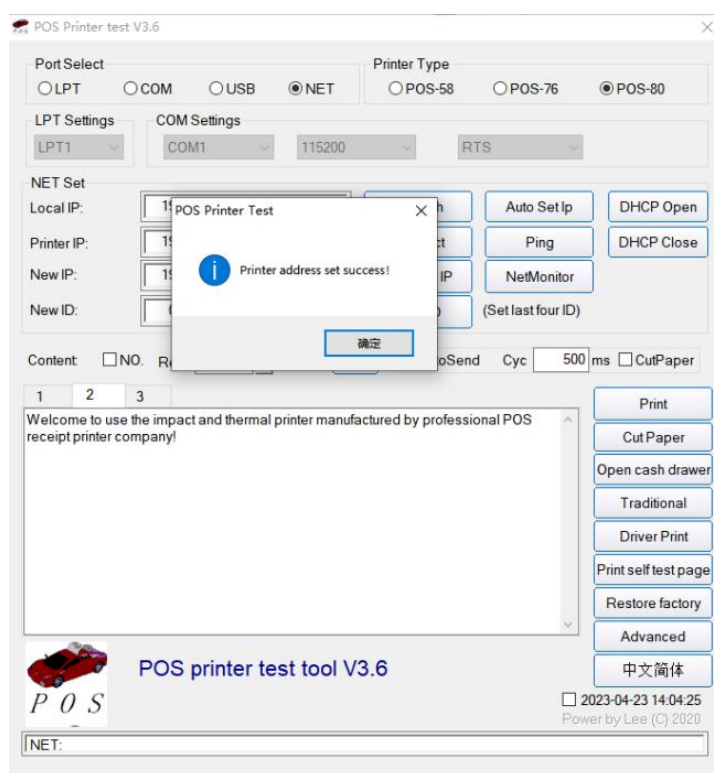 POS Printer test V3.6
Port Select
LPT COM USB NET
Printer Type
POS-58 POS-76 POS-80
LPT Settings
LPT1
COM Settings
COM1 115200 RTS
NET Set
Local IP:
Auto Set Ip DHCP Open
Printer IP:
Ping DHCP Close
New IP:
IP NetMonitor
New ID:
(Set last four ID)
POS Printer Test
Printer address set success!
确定
Content: NO.
Cyc 500 ms CutPaper
1 2 3
Welcome to use the impact and thermal printer manufactured by professional POS
receipt printer company!
Print
Cut Paper
Open cash drawer
Traditional
Driver Print
Print self test page
Restore factory
Advanced
中文简体
POS
POS printer test tool V3.6
2023-04-23 14:04:25
Power by Lee (C) 2020
NET: